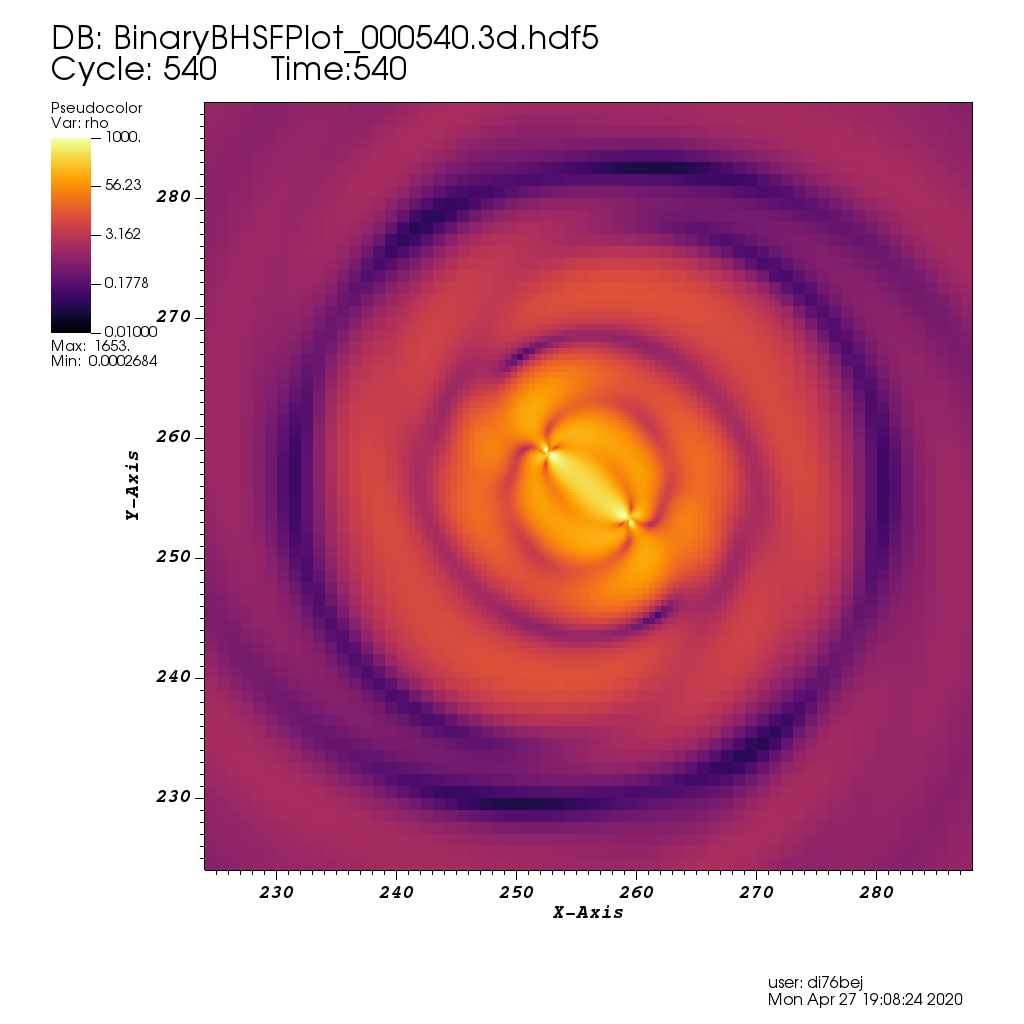 DB: BinaryBHSFPlot_000540.3d.hdf5
Cycle: 540 Time:540
Pseudocolor
Var: rho
1000.
56.23
3.162
0.1778
0.01000
Max: 1653.
Min: 0.0002684
280
270
260
250
240
230
Y-Axis
230 240 250 260 270 280
X-Axis
user: di76bej
Mon Apr 27 19:08:24 2020